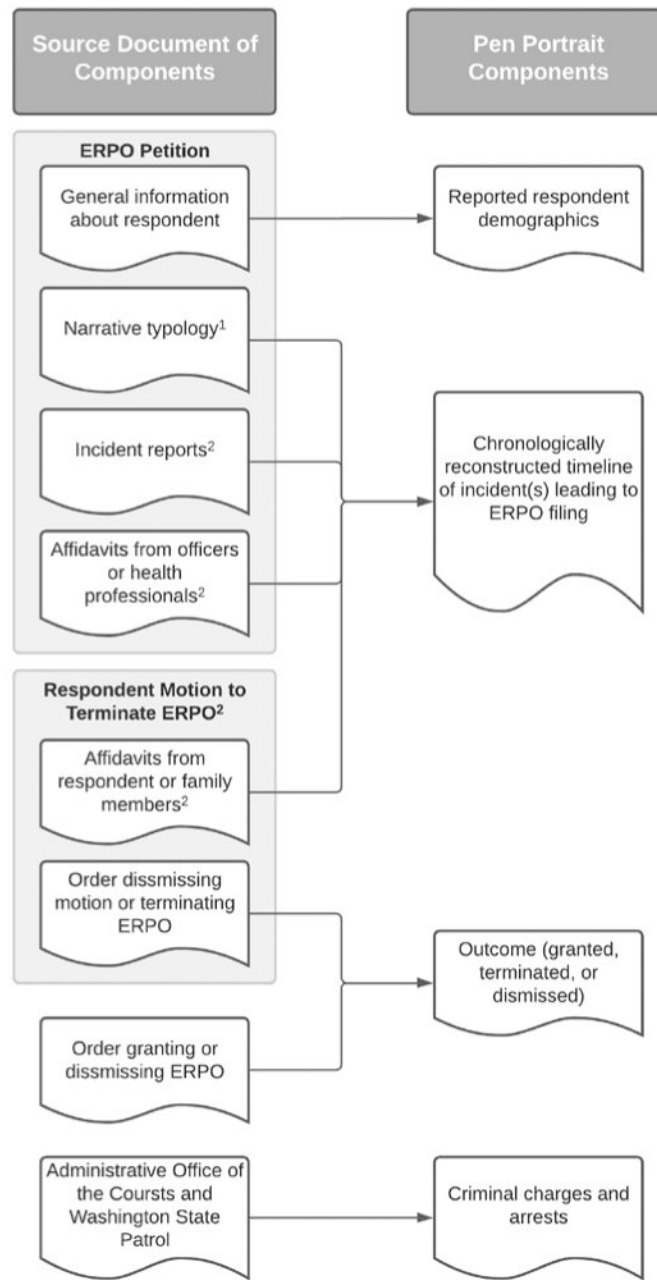 Source Document of
Components
Pen Portrait
Components
ERPO Petition
General information
about respondent
Reported respondent
demographics
Narrative typology¹
Incident reports²
Affidavits from officers
or health
professionals²
Chronologically
reconstructed timeline
of incident(s) leading to
ERPO filing
Respondent Motion to
Terminate ERPO²
Affidavits from
respondent or family
members²
Order dissmissing
motion or terminating
ERPO
Outcome (granted,
terminated, or
dismissed)
Order granting or
dissmissing ERPO
Administrative Office of
the Coursts and
Washington State
Patrol
Criminal charges and
arrests